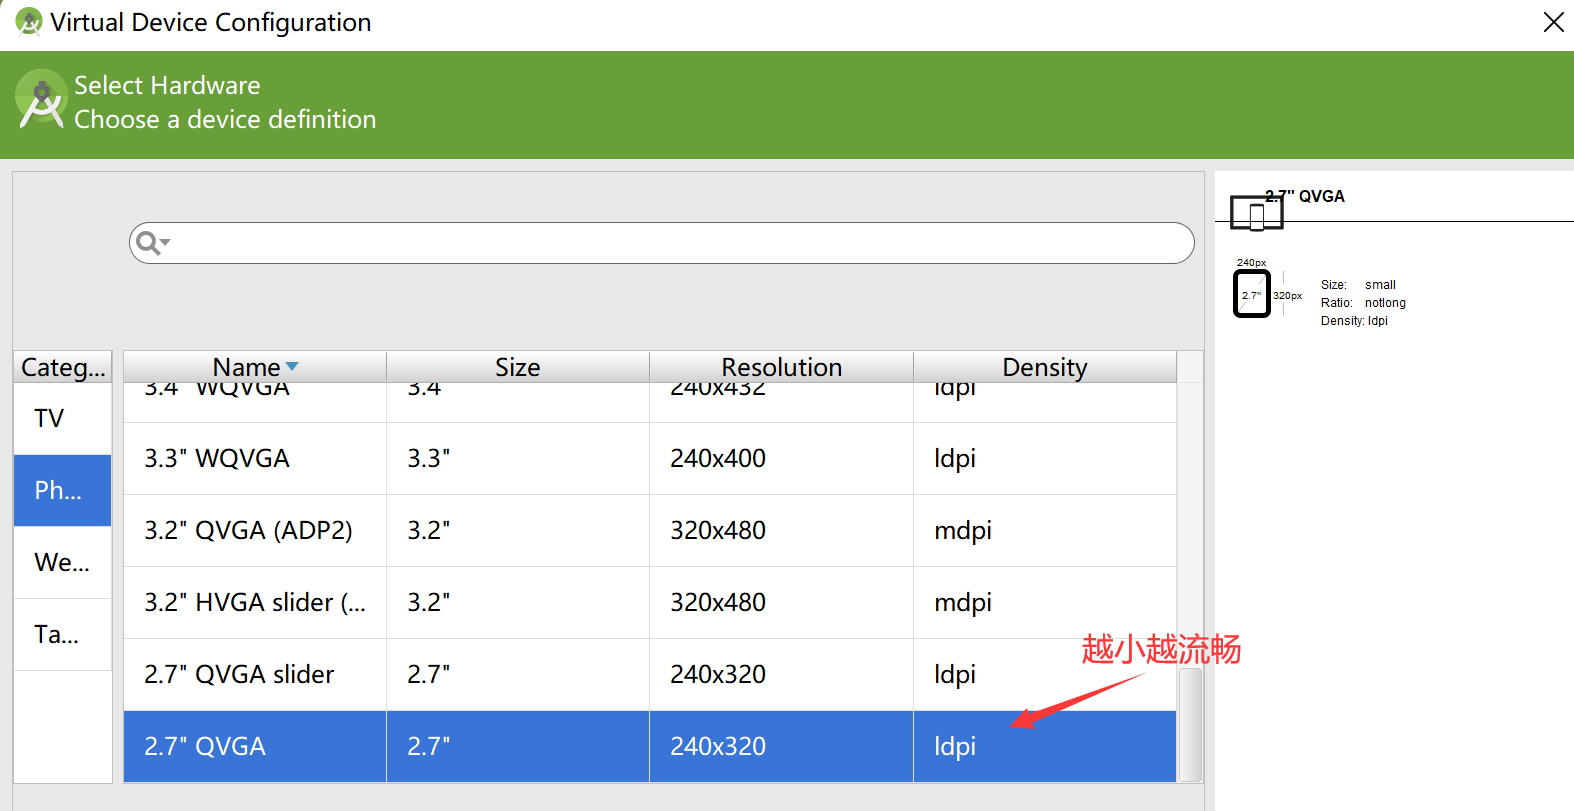 Virtual Device Configuration
Select Hardware
Choose a device definition
2.7" QVGA
240px
2.7"
320px
Size: small
Ratio: notlong
Density: ldpi
Categ...
Name Size Resolution Density
TV
Ph...
We...
Ta...
3.4" WQVGA 3.4" 240x432 ldpi
3.3" WQVGA 3.3" 240x400 ldpi
3.2" QVGA (ADP2) 3.2" 320x480 mdpi
3.2" HVGA slider (... 3.2" 320x480 mdpi
2.7" QVGA slider 2.7" 240x320 ldpi
越小越流畅
2.7" QVGA 2.7" 240x320 ldpi